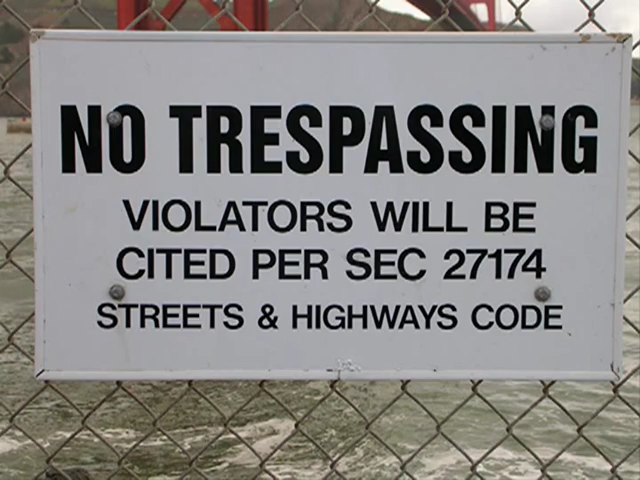 NO TRESPASSING
VIOLATORS WILL BE
CITED PER SEC 27174
STREETS & HIGHWAYS CODE